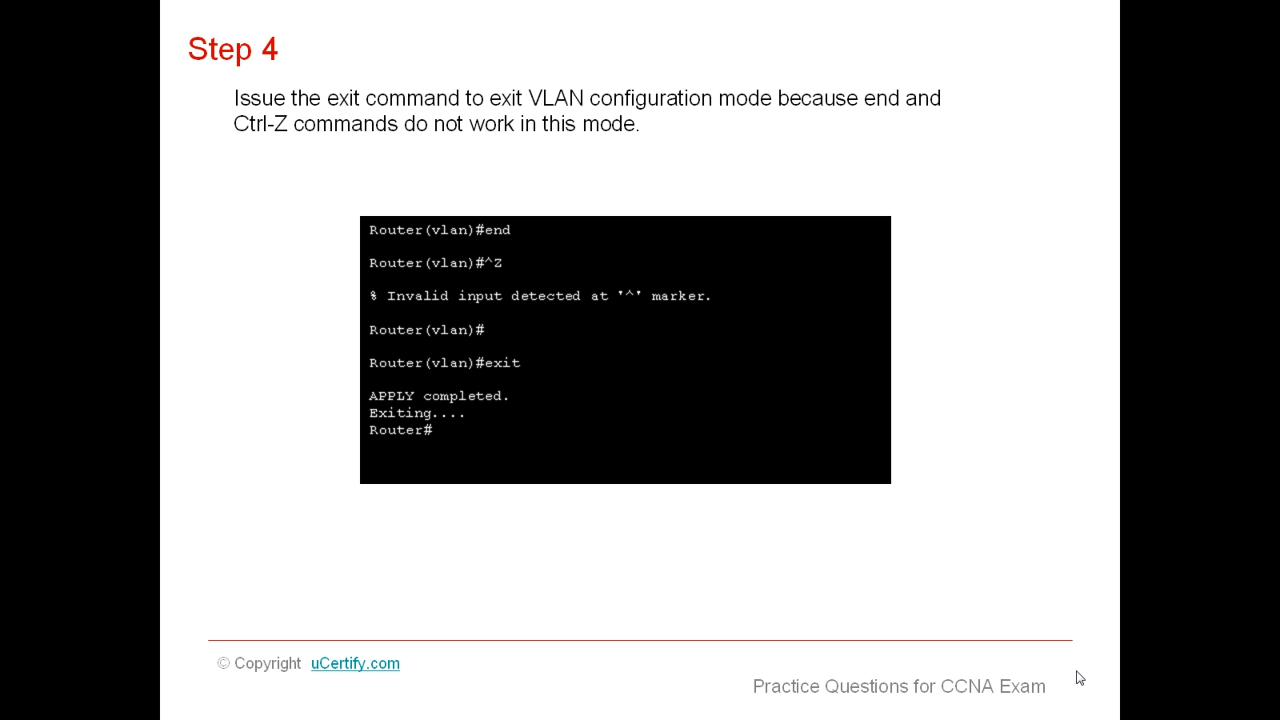 Step 4
Issue the exit command to exit VLAN configuration mode because end and
Ctrl-Z commands do not work in this mode.
Router(vlan)#end
Router(vlan)#^Z
% Invalid input detected at '^' marker.
Router(vlan)#
Router(vlan)#exit
APPLY completed.
Exiting....
Router#
© Copyright uCertify.com
Practice Questions for CCNA Exam